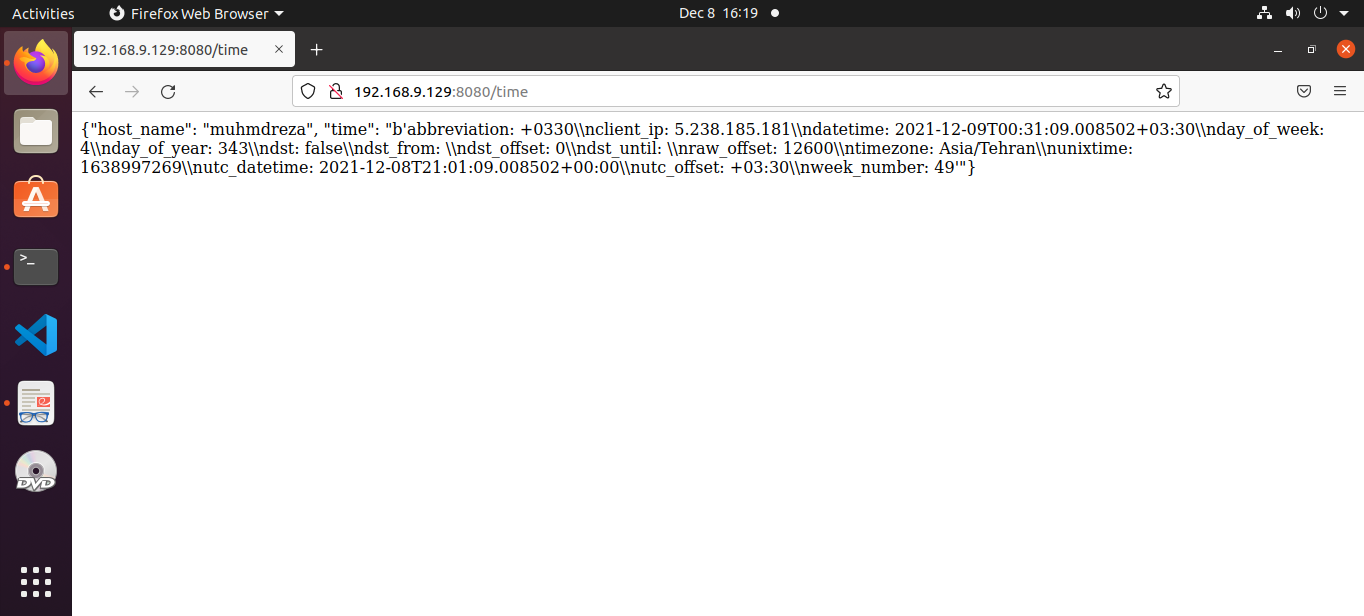 Activities Firefox Web Browser Dec 8 16:19
192.168.9.129:8080/time
192.168.9.129:8080/time
{"host_name": "muhmdreza", "time": "b'abbreviation: +0330\\nclient_ip: 5.238.185.181\\ndatetime: 2021-12-09T00:31:09.008502+03:30\\nday_of_week:
4\\nday_of_year: 343\\ndst: false\\ndst_from: \\ndst_offset: 0\\ndst_until: \\nraw_offset: 12600\\ntimezone: Asia/Tehran\\nunixtime:
1638997269\\nutc_datetime: 2021-12-08T21:01:09.008502+00:00\\nutc_offset: +03:30\\nweek_number: 49'"}
>_
DVD